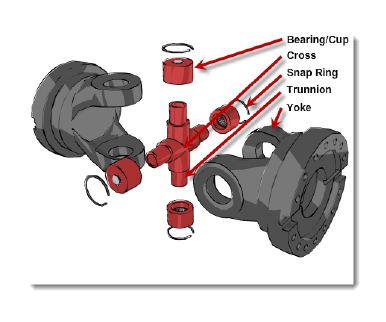 Bearing/Cup
Cross
Snap Ring
Trunnion
Yoke